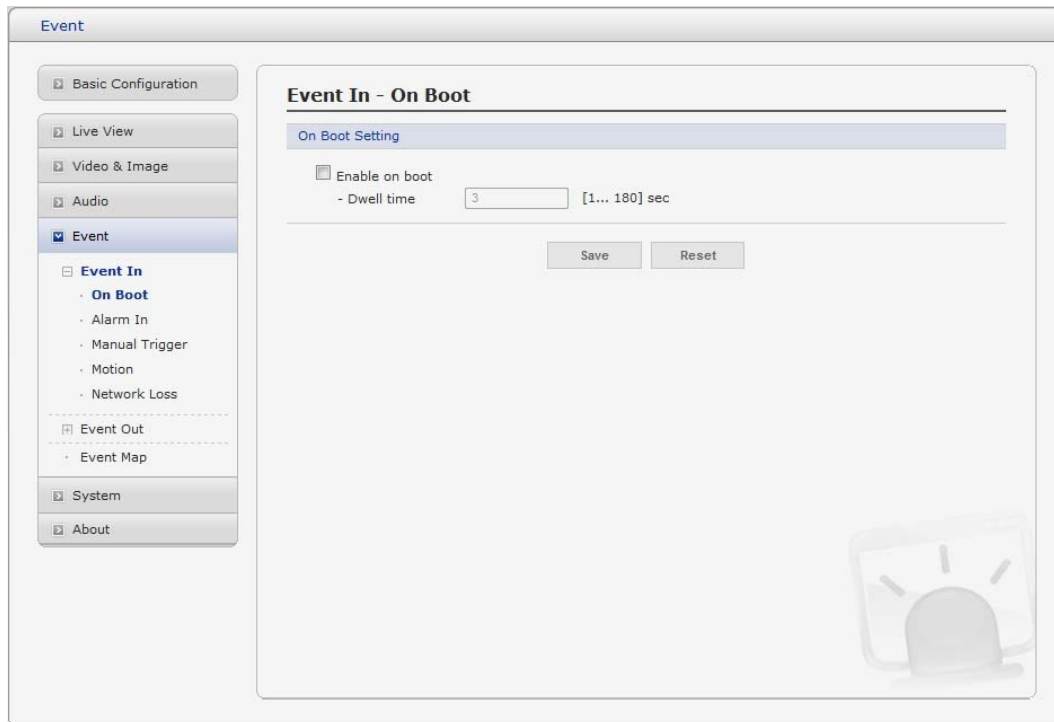 Event
Basic Configuration
Live View
Video & Image
Audio
Event
Event In
· On Boot
· Alarm In
· Manual Trigger
· Motion
· Network Loss
Event Out
· Event Map
System
About
Event In - On Boot
On Boot Setting
Enable on boot
- Dwell time 3 [1... 180] sec
Save Reset